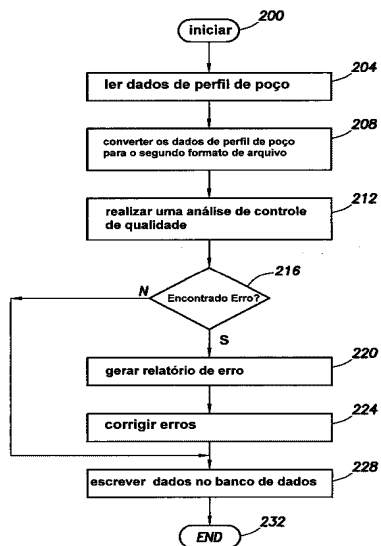 200
iniciar
204
ler dados de perfil de poço
208
converter os dados de perfil de poço
para o segundo formato de arquivo
212
realizar uma análise de controle
de qualidade
216
N
Encontrado Erro?
S
220
gerar relatório de erro
224
corrigir erros
228
escrever dados no banco de dados
232
END